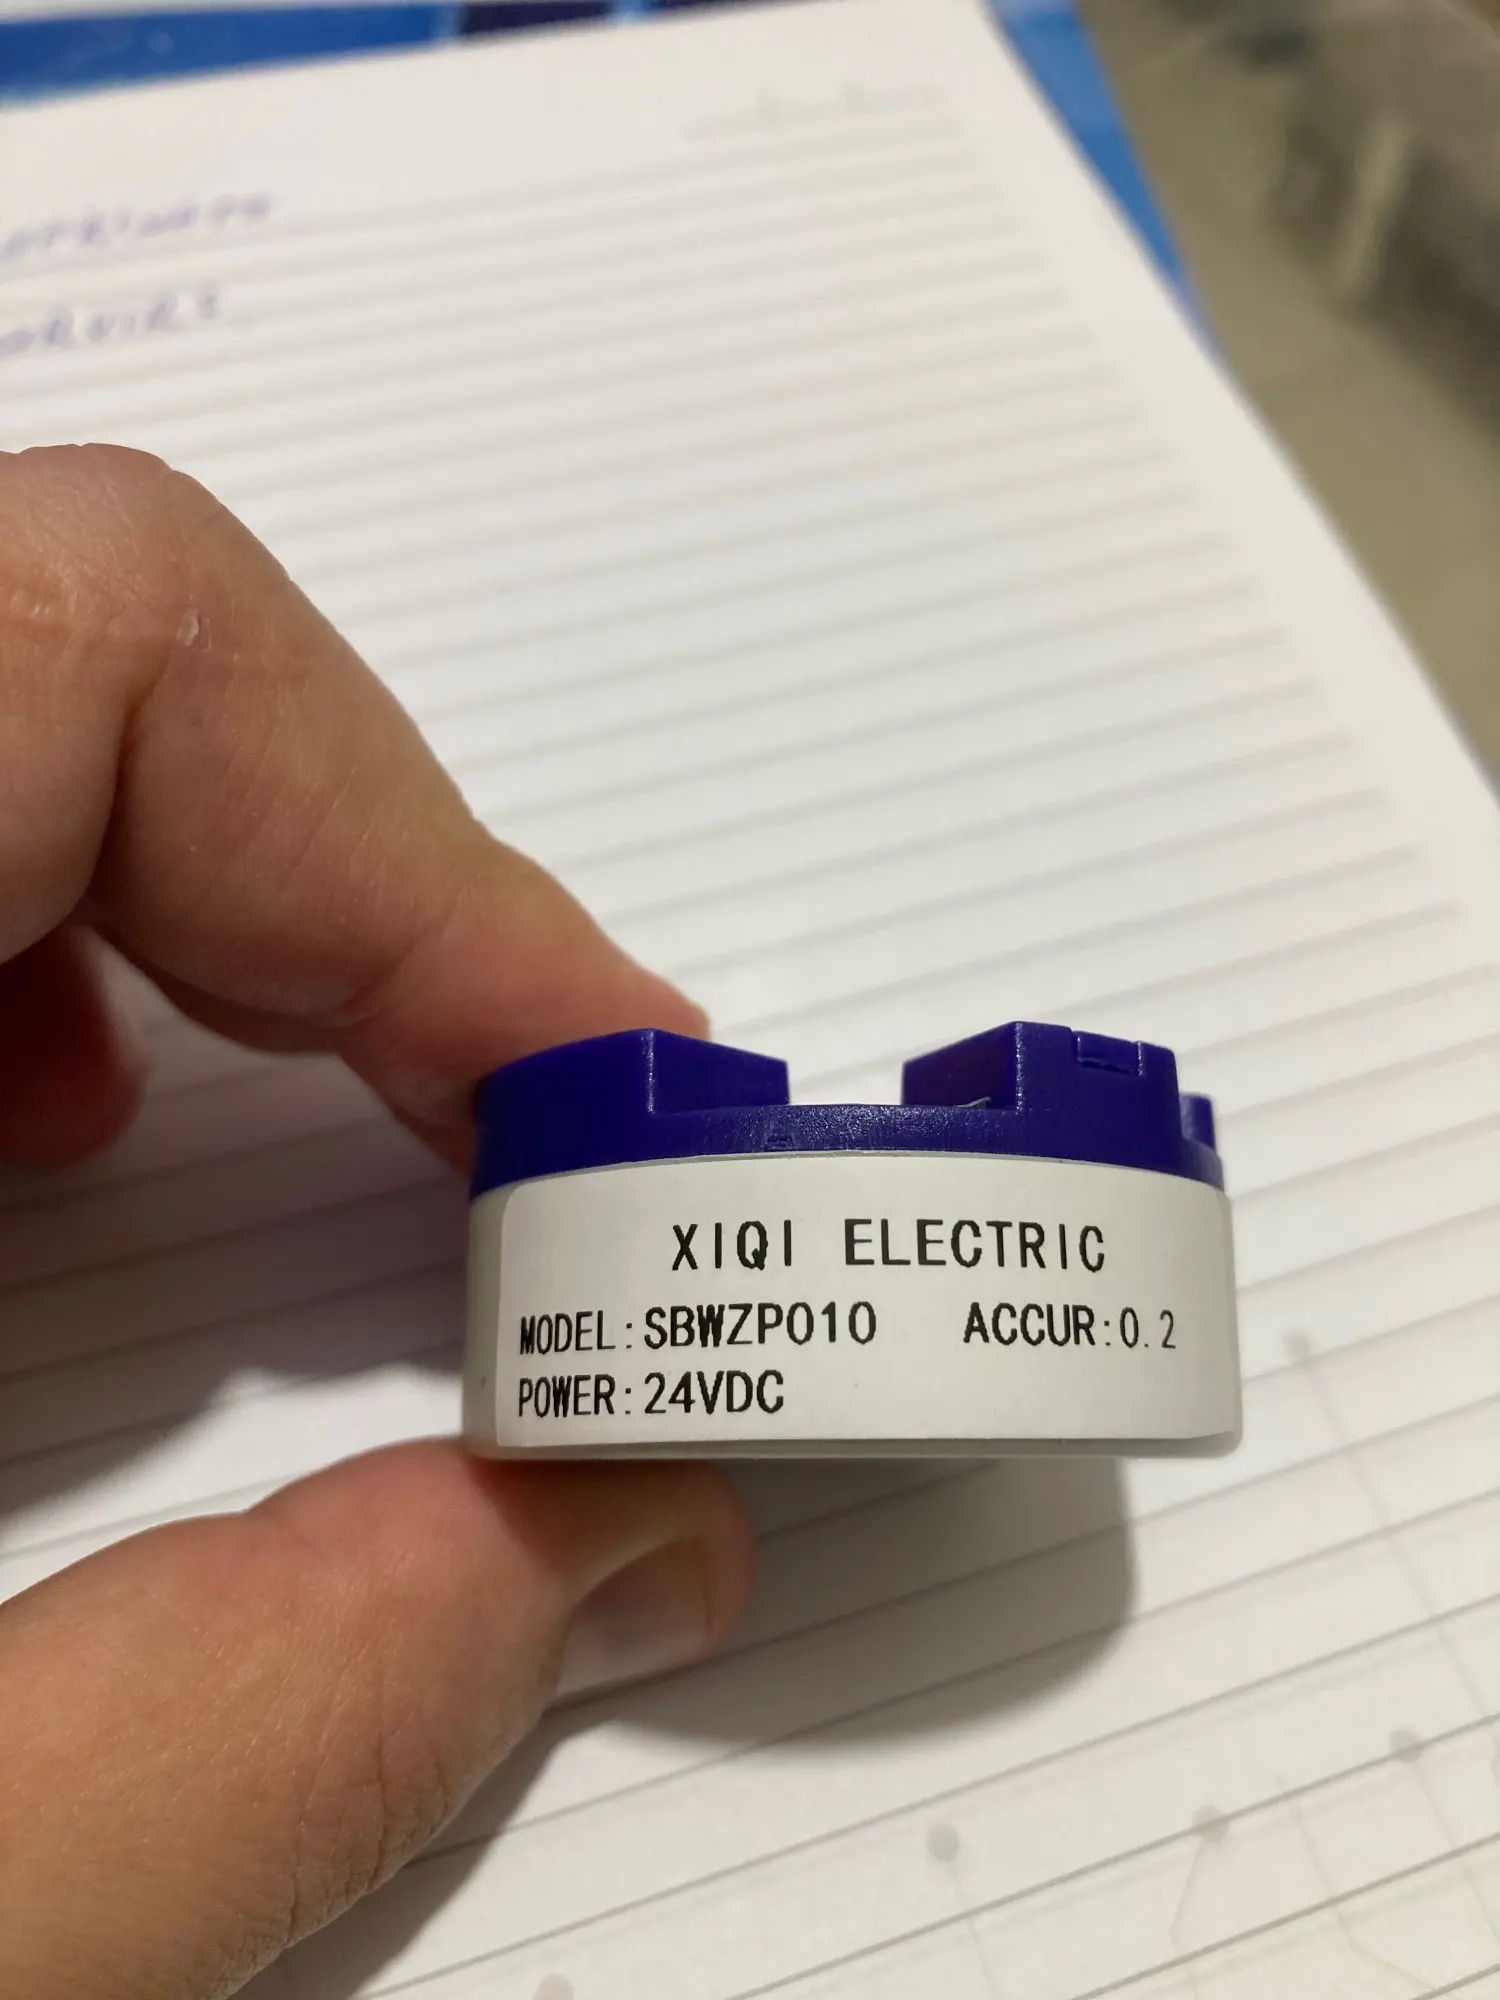 XIQI ELECTRIC
MODEL:SBWZP010 ACCUR:0.2
POWER:24VDC